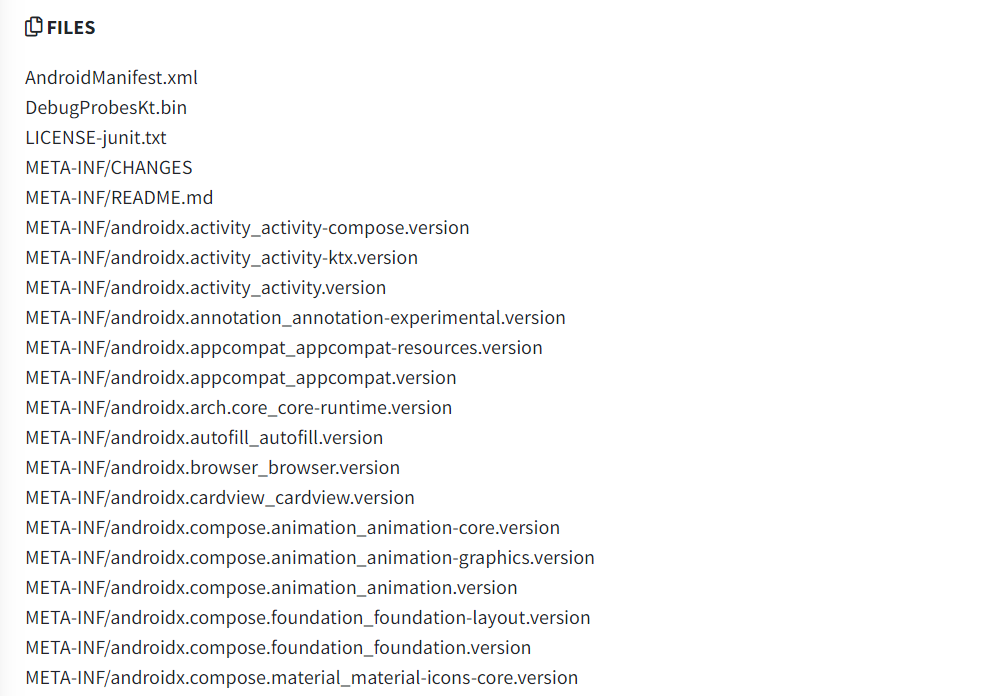 FILES
AndroidManifest.xml
DebugProbesKt.bin
LICENSE-junit.txt
META-INF/CHANGES
META-INF/README.md
META-INF/androidx.activity_activity-compose.version
META-INF/androidx.activity_activity-ktx.version
META-INF/androidx.activity_activity.version
META-INF/androidx.annotation_annotation-experimental.version
META-INF/androidx.appcompat_appcompat-resources.version
META-INF/androidx.appcompat_appcompat.version
META-INF/androidx.arch.core_core-runtime.version
META-INF/androidx.autofill_autofill.version
META-INF/androidx.browser_browser.version
META-INF/androidx.cardview_cardview.version
META-INF/androidx.compose.animation_animation-core.version
META-INF/androidx.compose.animation_animation-graphics.version
META-INF/androidx.compose.animation_animation.version
META-INF/androidx.compose.foundation_foundation-layout.version
META-INF/androidx.compose.foundation_foundation.version
META-INF/androidx.compose.material_material-icons-core.version